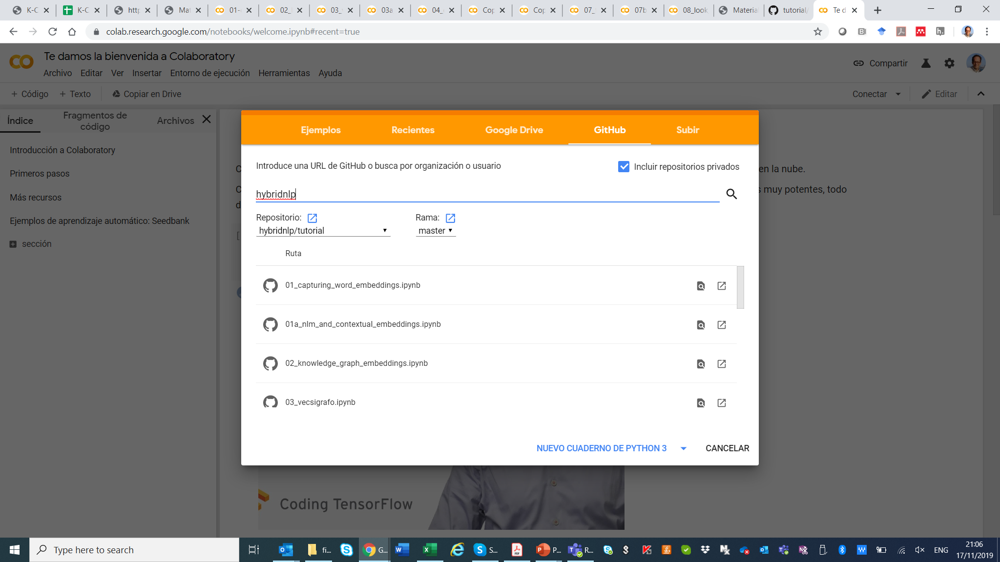 K-C
K-C
http
Mat
01-
02_
03_
03a
04_
Cop
Cop
07_
07b
08_look
Material
tutorial/
Te d
colab.research.google.com/notebooks/welcome.ipynb#recent=true
Te damos la bienvenida a Colaboratory
Archivo Editar Ver Insertar Entorno de ejecución Herramientas Ayuda
Compartir
+ Código + Texto Copiar en Drive
Conectar Editar
Índice
Fragmentos de
código
Archivos
Introducción a Colaboratory
Primeros pasos
Más recursos
Ejemplos de aprendizaje automático: Seedbank
sección
en la nube.
muy potentes, todo
Ejemplos Recientes Google Drive GitHub Subir
Introduce una URL de GitHub o busca por organización o usuario
Incluir repositorios privados
hybridnlp
Repositorio: Rama:
hybridnlp/tutorial master
Ruta
01_capturing_word_embeddings.ipynb
01a_nlm_and_contextual_embeddings.ipynb
02_knowledge_graph_embeddings.ipynb
03_vecsigrafo.ipynb
NUEVO CUADERNO DE PYTHON 3 CANCELAR
Coding TensorFlow
Type here to search
fi...
G...
S...
P...
R...
ENG
21:06
17/11/2019